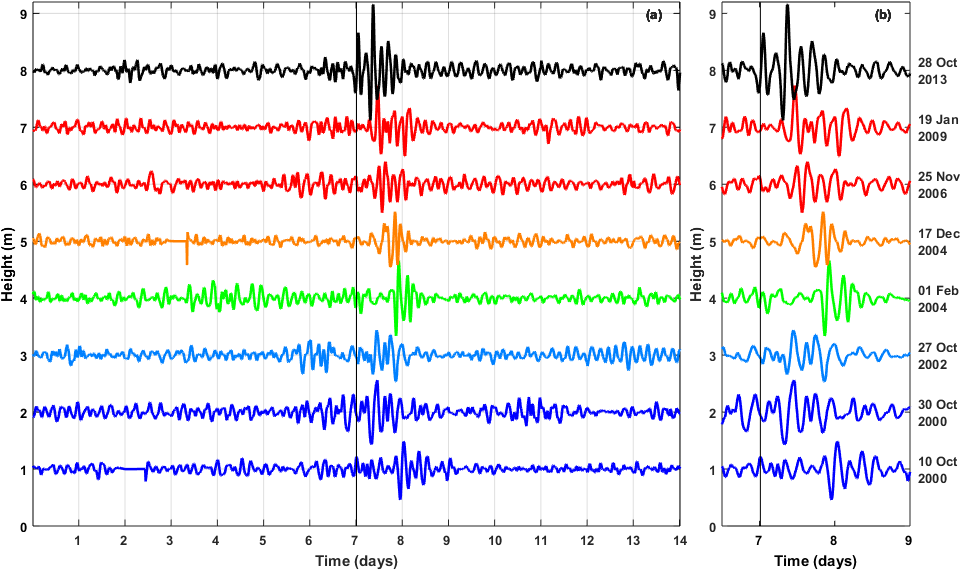 (a)
(b)
9
8
7
6
5
4
3
2
1
0
Height (m)
1 2 3 4 5 6 7 8 9 10 11 12 13 14
Time (days)
9
8
7
6
5
4
3
2
1
0
Height (m)
7 8 9
Time (days)
28 Oct
2013
19 Jan
2009
25 Nov
2006
17 Dec
2004
01 Feb
2004
27 Oct
2002
30 Oct
2000
10 Oct
2000